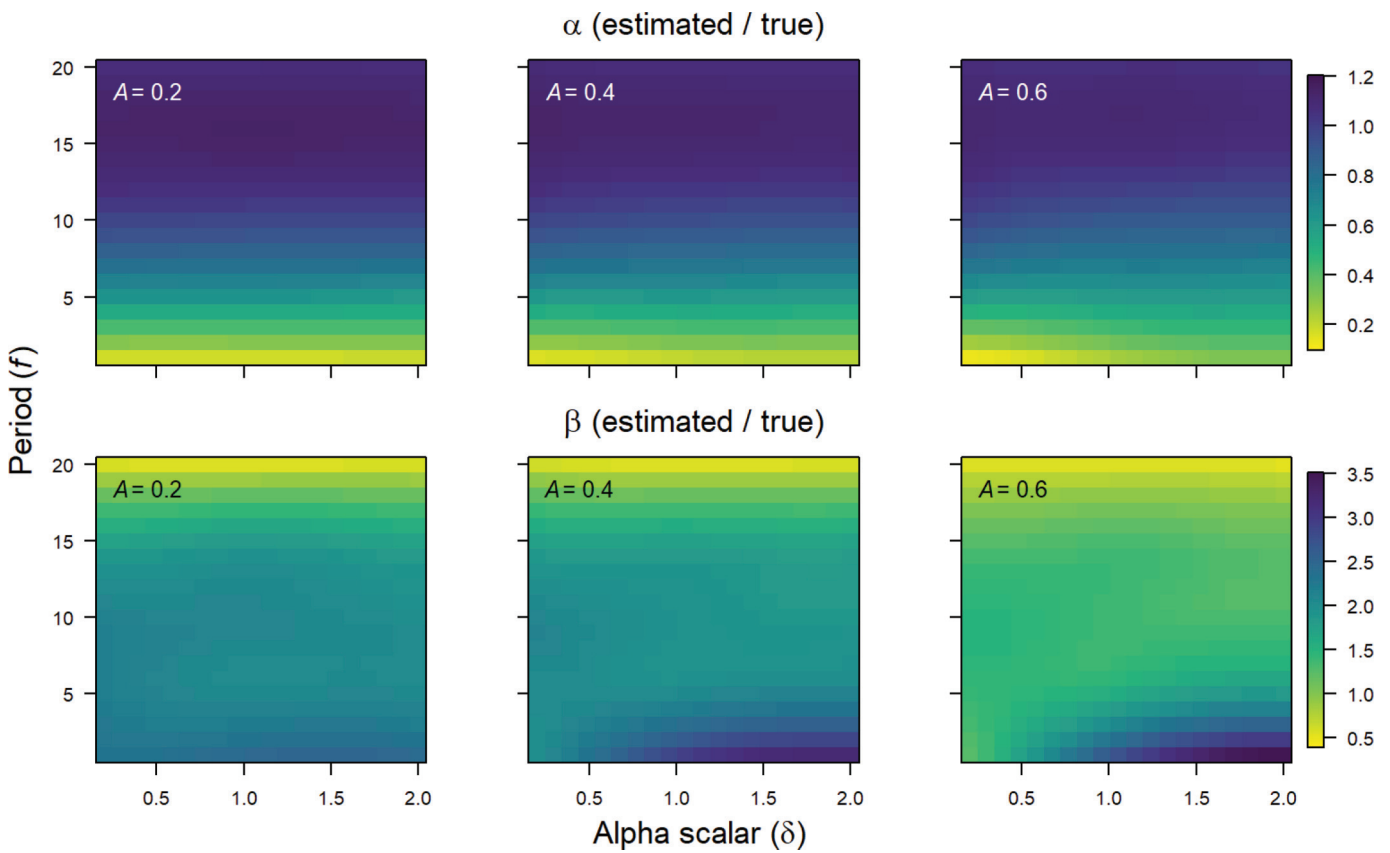 α (estimated / true)
A = 0.2
A = 0.4
A = 0.6
20
15
10
5
1.2
1.0
0.8
0.6
0.4
0.2
Period (f)
β (estimated / true)
A = 0.2
A = 0.4
A = 0.6
20
15
10
5
3.5
3.0
2.5
2.0
1.5
1.0
0.5
0.5 1.0 1.5 2.0
0.5 1.0 1.5 2.0
0.5 1.0 1.5 2.0
Alpha scalar (δ)